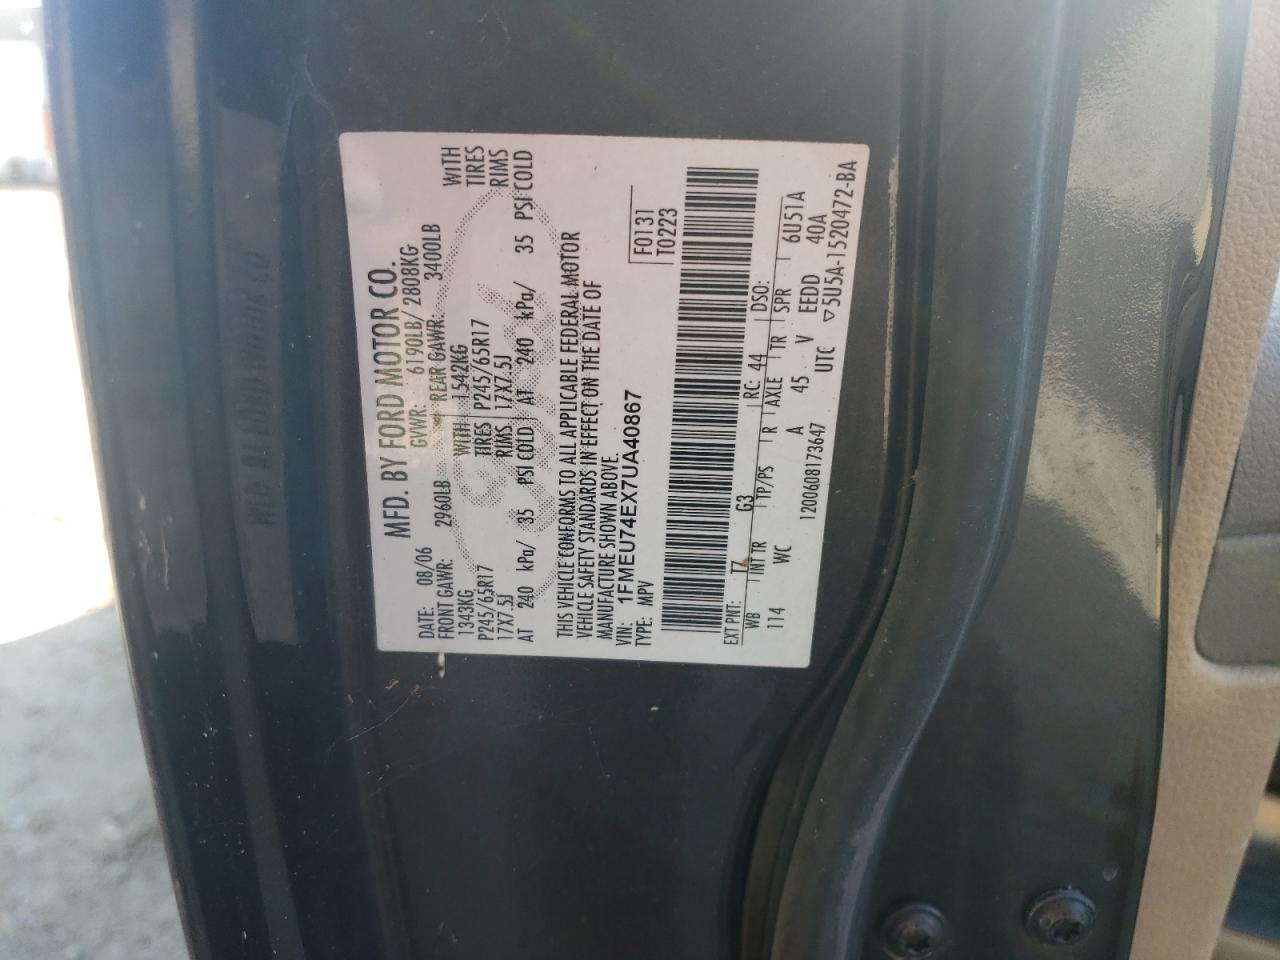 MFD. BY FORD MOTOR CO.
DATE: 08/06 GVWR: 6190LB/ 2808KG
FRONT GAWR: 2960LB REAR GAWR: 3400LB
1343KG WITH 1542KG WITH
P245/65R17 TIRES P245/65R17 TIRES
17X7.5J RIMS 17X7.5J RIMS
AT 240 kPa/ 35 PSI COLD AT 240 kPa/ 35 PSI COLD
THIS VEHICLE CONFORMS TO ALL APPLICABLE FEDERAL MOTOR
VEHICLE SAFETY STANDARDS IN EFFECT ON THE DATE OF
MANUFACTURE SHOWN ABOVE.
VIN: 1FMEU74EX7UA40867
TYPE: MPV
F0131
T0223
EXT PNT: T7 G3 RC: 44 DSO:
WB INT TR TP/PS R AXLE TR SPR 6U51A
114 WC A 45 V EEDD 40A
1200608173647 UTC ▽5U5A-1520472-BA